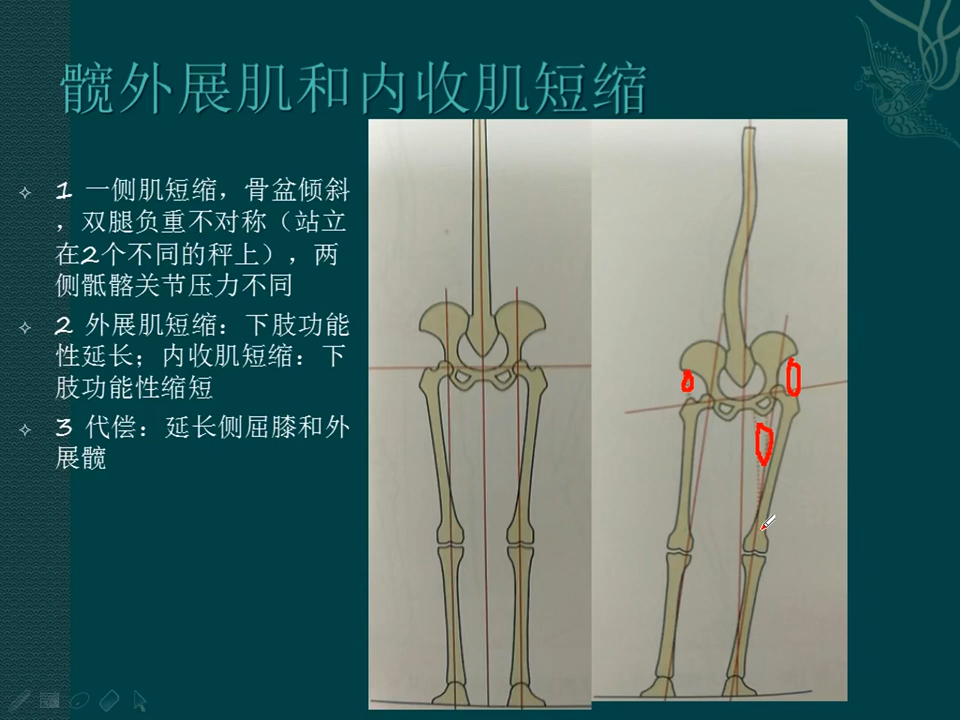 髋外展肌和内收肌短缩
1 一侧肌短缩，骨盆倾斜
，双腿负重不对称（站立
在2个不同的秤上），两
侧骶髂关节压力不同
2 外展肌短缩：下肢功能
性延长；内收肌短缩：下
肢功能性缩短
3 代偿：延长侧屈膝和外
展髋